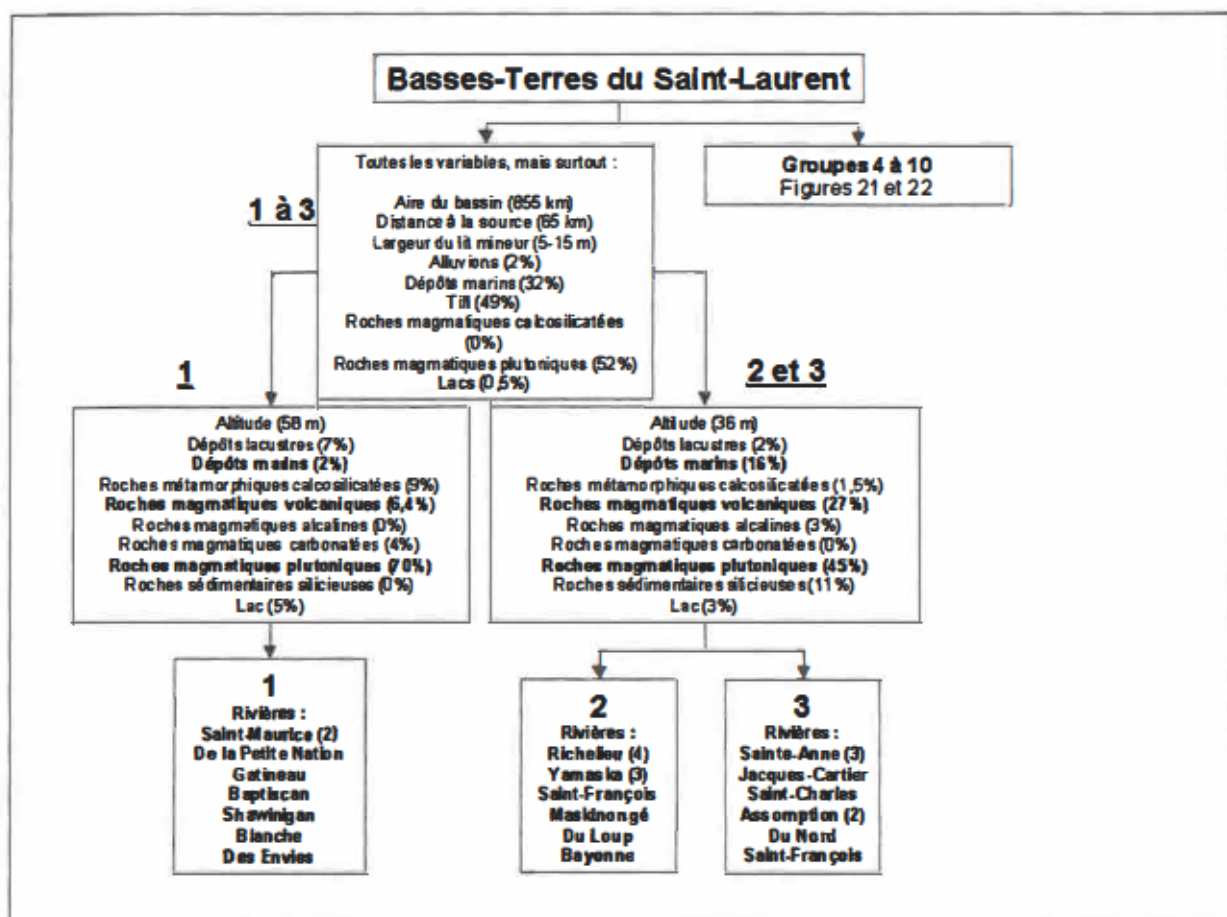 Basses-Terres du Saint-Laurent
Toutes les variables, mais surtout :
Aire du bassin (855 km)
Distance à la source (65 km)
Largeur du lit mineur (5-15 m)
Alluvions (2%)
Dépôts marins (32%)
Till (49%)
Roches magmatiques calcosilicatées
(0%)
Roches magmatiques plutoniques (52%)
Lacs (0,5%)
Groupes 4 à 10
Figures 21 et 22
1 à 3
1
2 et 3
Altitude (58 m)
Dépôts lacustres (7%)
Dépôts marins (2%)
Roches métamorphiques calcosilicatées (9%)
Roches magmatiques volcaniques (6,4%)
Roches magmatiques alcalines (0%)
Roches magmatiques carbonatées (4%)
Roches magmatiques plutoniques (70%)
Roches sédimentaires silicieuses (0%)
Lac (5%)
Altitude (36 m)
Dépôts lacustres (2%)
Dépôts marins (16%)
Roches métamorphiques calcosilicatées (1,5%)
Roches magmatiques volcaniques (27%)
Roches magmatiques alcalines (3%)
Roches magmatiques carbonatées (0%)
Roches magmatiques plutoniques (45%)
Roches sédimentaires silicieuses (11%)
Lac (3%)
1
Rivières :
Saint-Maurice (2)
De la Petite Nation
Gatineau
Baptiscan
Shawinigan
Blanche
Des Envies
2
Rivières :
Richelieu (4)
Yamaska (3)
Saint-François
Maskinongé
Du Loup
Bayonne
3
Rivières :
Sainte-Anne (3)
Jacques-Cartier
Saint-Charles
Assomption (2)
Du Nord
Saint-François